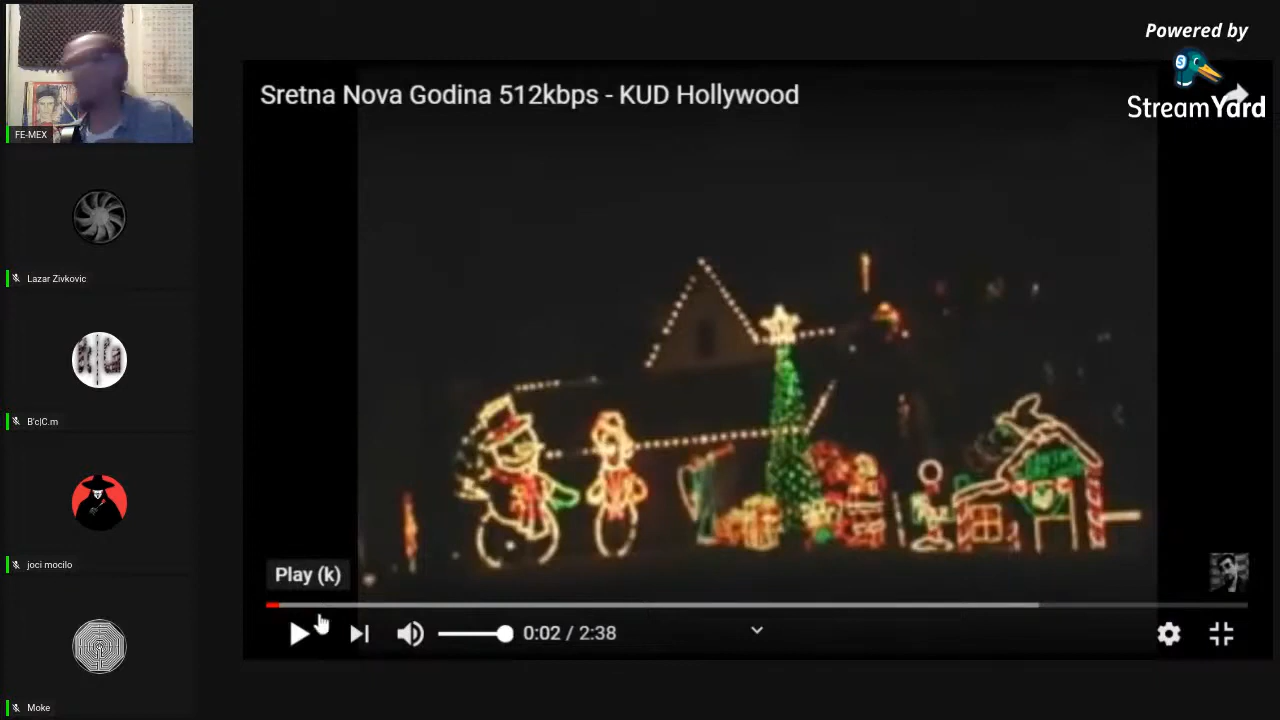 Powered by
StreamYard
Sretna Nova Godina 512kbps - KUD Hollywood
FE-MEX
Lazar Zivkovic
B'c|C.m
joci mocilo
Moke
Play (k)
0:02 / 2:38